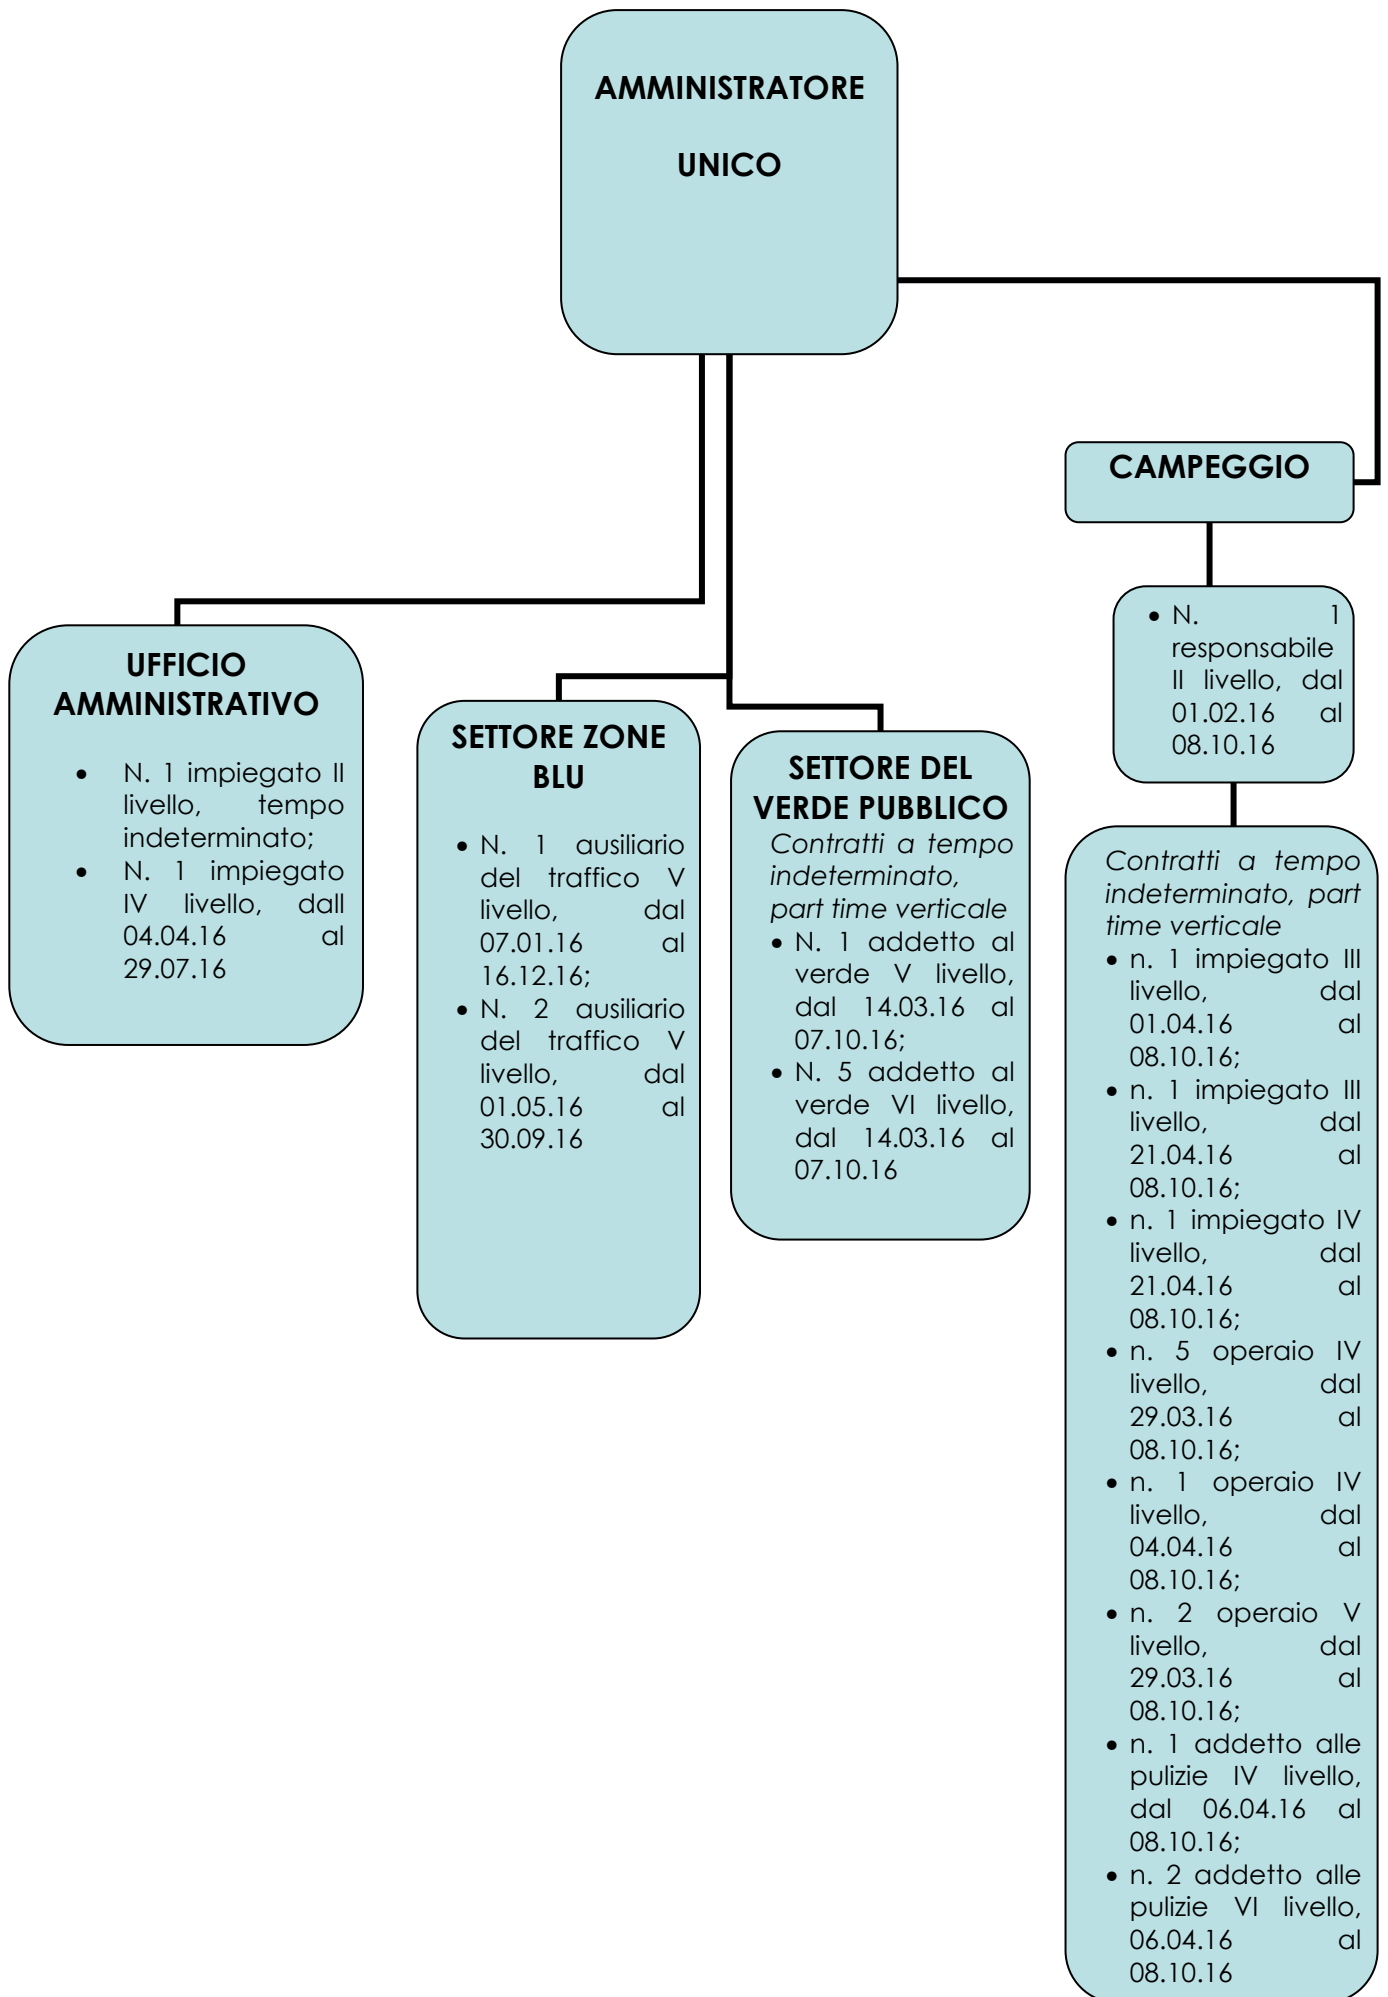 AMMINISTRATORE
UNICO
CAMPEGGIO
• N. 1
responsabile
II livello, dal
01.02.16 al
08.10.16
UFFICIO
AMMINISTRATIVO
• N. 1 impiegato II
livello, tempo
indeterminato;
• N. 1 impiegato
IV livello, dall
04.04.16 al
29.07.16
SETTORE ZONE
BLU
• N. 1 ausiliario
del traffico V
livello, dal
07.01.16 al
16.12.16;
• N. 2 ausiliario
del traffico V
livello, dal
01.05.16 al
30.09.16
SETTORE DEL
VERDE PUBBLICO
Contratti a tempo
indeterminato,
part time verticale
• N. 1 addetto al
verde V livello,
dal 14.03.16 al
07.10.16;
• N. 5 addetto al
verde VI livello,
dal 14.03.16 al
07.10.16
Contratti a tempo
indeterminato, part
time verticale
• n. 1 impiegato III
livello, dal
01.04.16 al
08.10.16;
• n. 1 impiegato III
livello, dal
21.04.16 al
08.10.16;
• n. 1 impiegato IV
livello, dal
21.04.16 al
08.10.16;
• n. 5 operaio IV
livello, dal
29.03.16 al
08.10.16;
• n. 1 operaio IV
livello, dal
04.04.16 al
08.10.16;
• n. 2 operaio V
livello, dal
29.03.16 al
08.10.16;
• n. 1 addetto alle
pulizie IV livello,
dal 06.04.16 al
08.10.16;
• n. 2 addetto alle
pulizie VI livello,
06.04.16 al
08.10.16